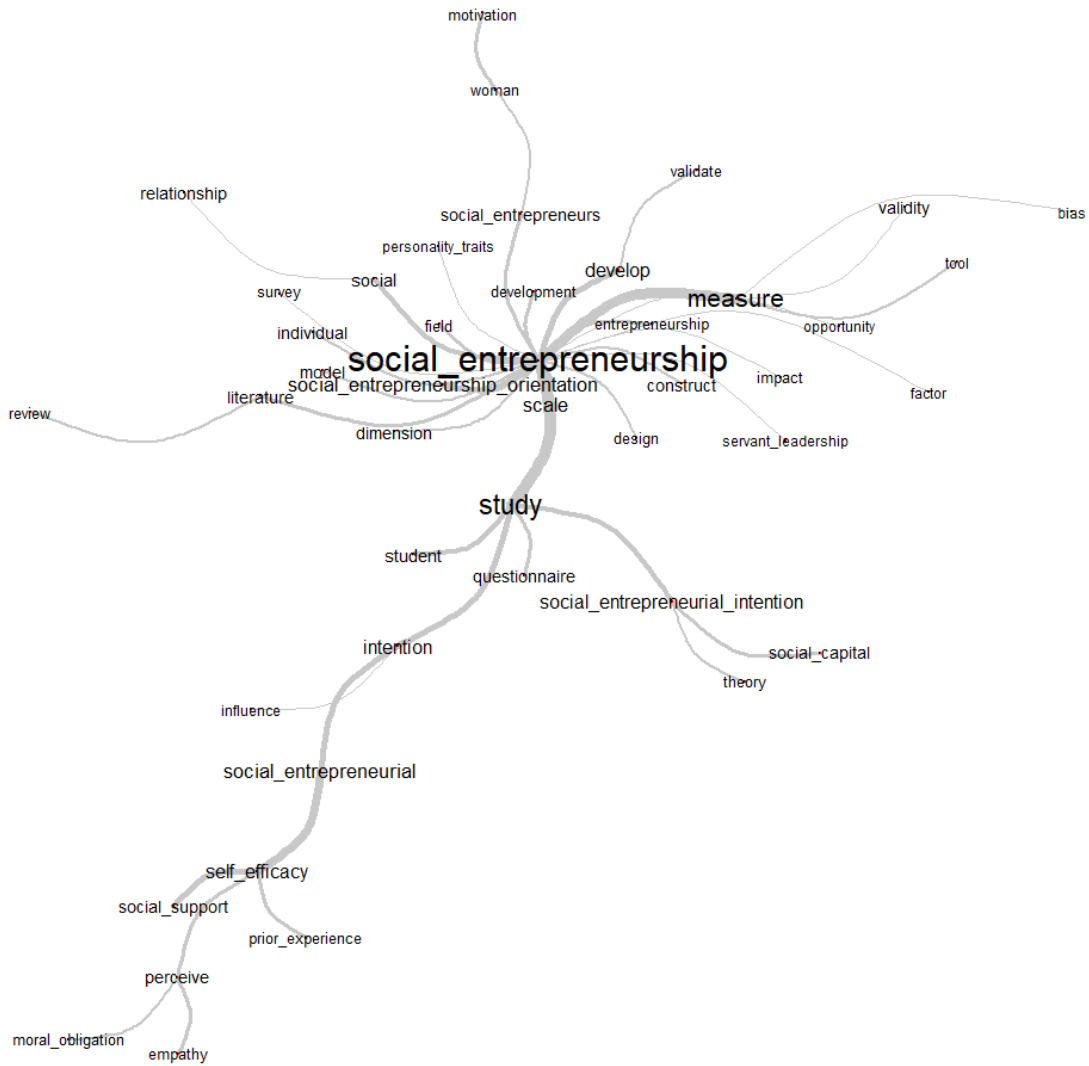 motivation
woman
validate
relationship
validity
bias
social_entrepreneurs
personality_traits
tool
develop
social
survey
development
measure
field
entrepreneurship
opportunity
individual
social_entrepreneurship
model
social_entrepreneurship_orientation
construct
impact
literature
factor
scale
review
dimension
design
servant_leadership
study
student
questionnaire
social_entrepreneurial_intention
intention
social_capital
theory
influence
social_entrepreneurial
self_efficacy
social_support
prior_experience
perceive
moral_obligation
empathy